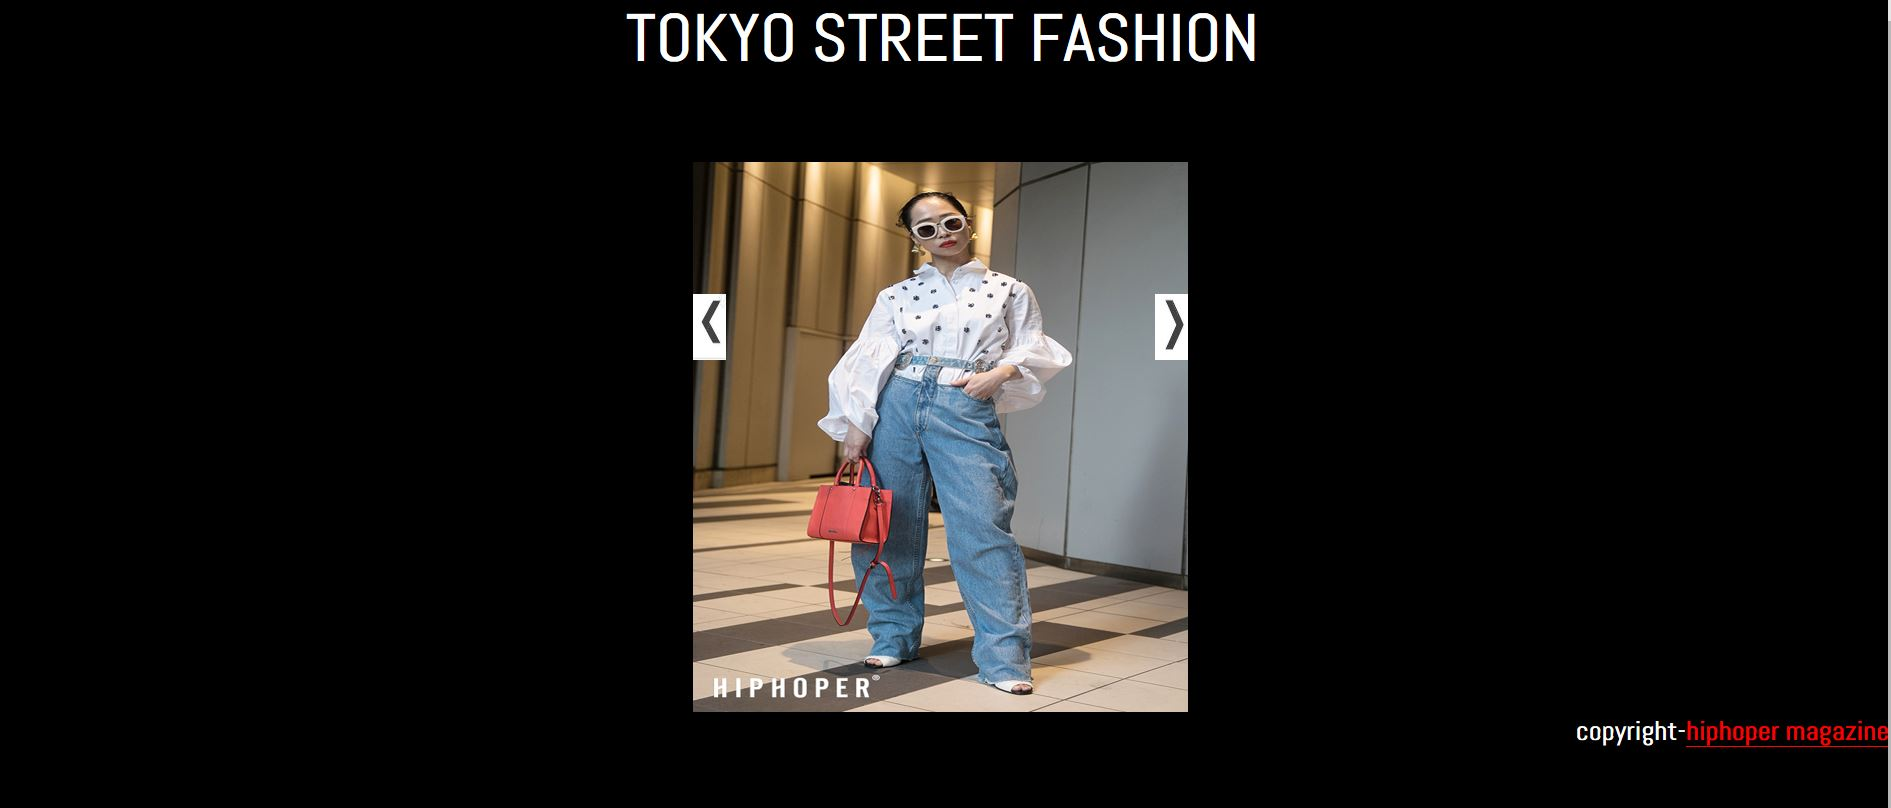 TOKYO STREET FASHION
HIPHOPER®
copyright-hiphoper magazine